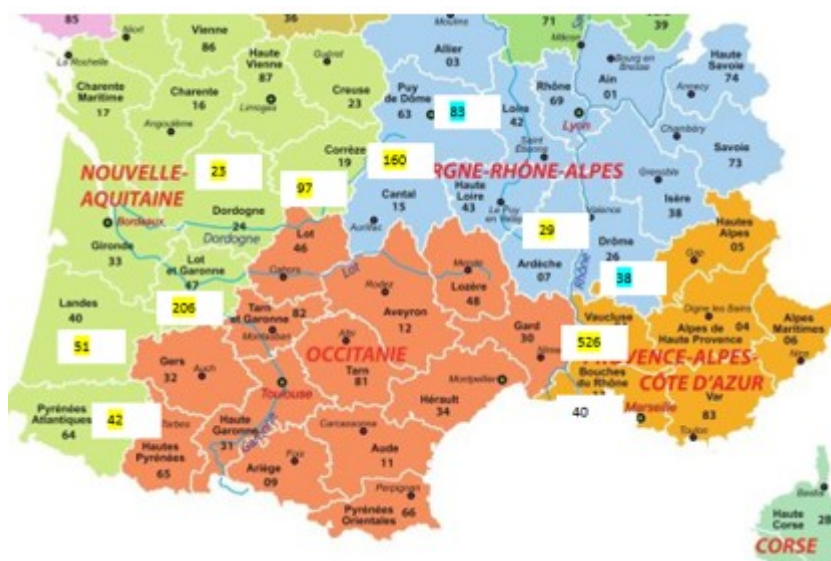 85
Niort
Vienne
86
36
Moulins
71
Mâcon
39
La Rochelle
Haute
Vienne
87
Guéret
Allier
03
Bourg en
Bresse
Haute
Savoie
74
Charente
Maritime
17
Charente
16
Limoges
Creuse
23
Puy
de Dôme
63
83
Loire
42
Rhône
69
Ain
01
Annecy
Angoulême
Lyon
Chambéry
Corrèze
19
160
Saint
Etienne
Savoie
73
NOUVELLE-
AQUITAINE
23
97
RGNE-RHÔNE-ALPES
Grenoble
Bordeaux
Dordogne
24
Cantal
15
Haute
Loire
43
Le Puy
en Velay
Isère
38
Gironde
33
Dordogne
Aurillac
29
Valence
Hautes
Alpes
05
Lot
46
Drôme
26
Gap
Lot
et Garonne
47
Cahors
Lot
Mende
Ardèche
07
Rhône
38
Landes
40
206
Tarn
et Garonne
82
Rodez
Lozère
48
Vaucluse
Digne les Bains
Montauban
Aveyron
12
Alpes de
Haute Provence
04
Alpes
Maritimes
06
51
Albi
Gard
30
526
Gers
32
Auch
OCCITANIE
Nîmes
ROVENCE-ALPES-
CÔTE D'AZUR
Nice
Tarn
81
Bouches
du Rhône
13
Toulouse
Montpellier
Var
83
Pyrénées
Atlantiques
64
42
Hérault
34
40
Marseille
Tarbes
Haute
Garonne
31
Carcassonne
Toulon
Hautes
Pyrénées
65
Foix
Aude
11
Ariège
09
Perpignan
Bastia
Pyrénées
Orientales
66
Haute
Corse
2B
CORSE